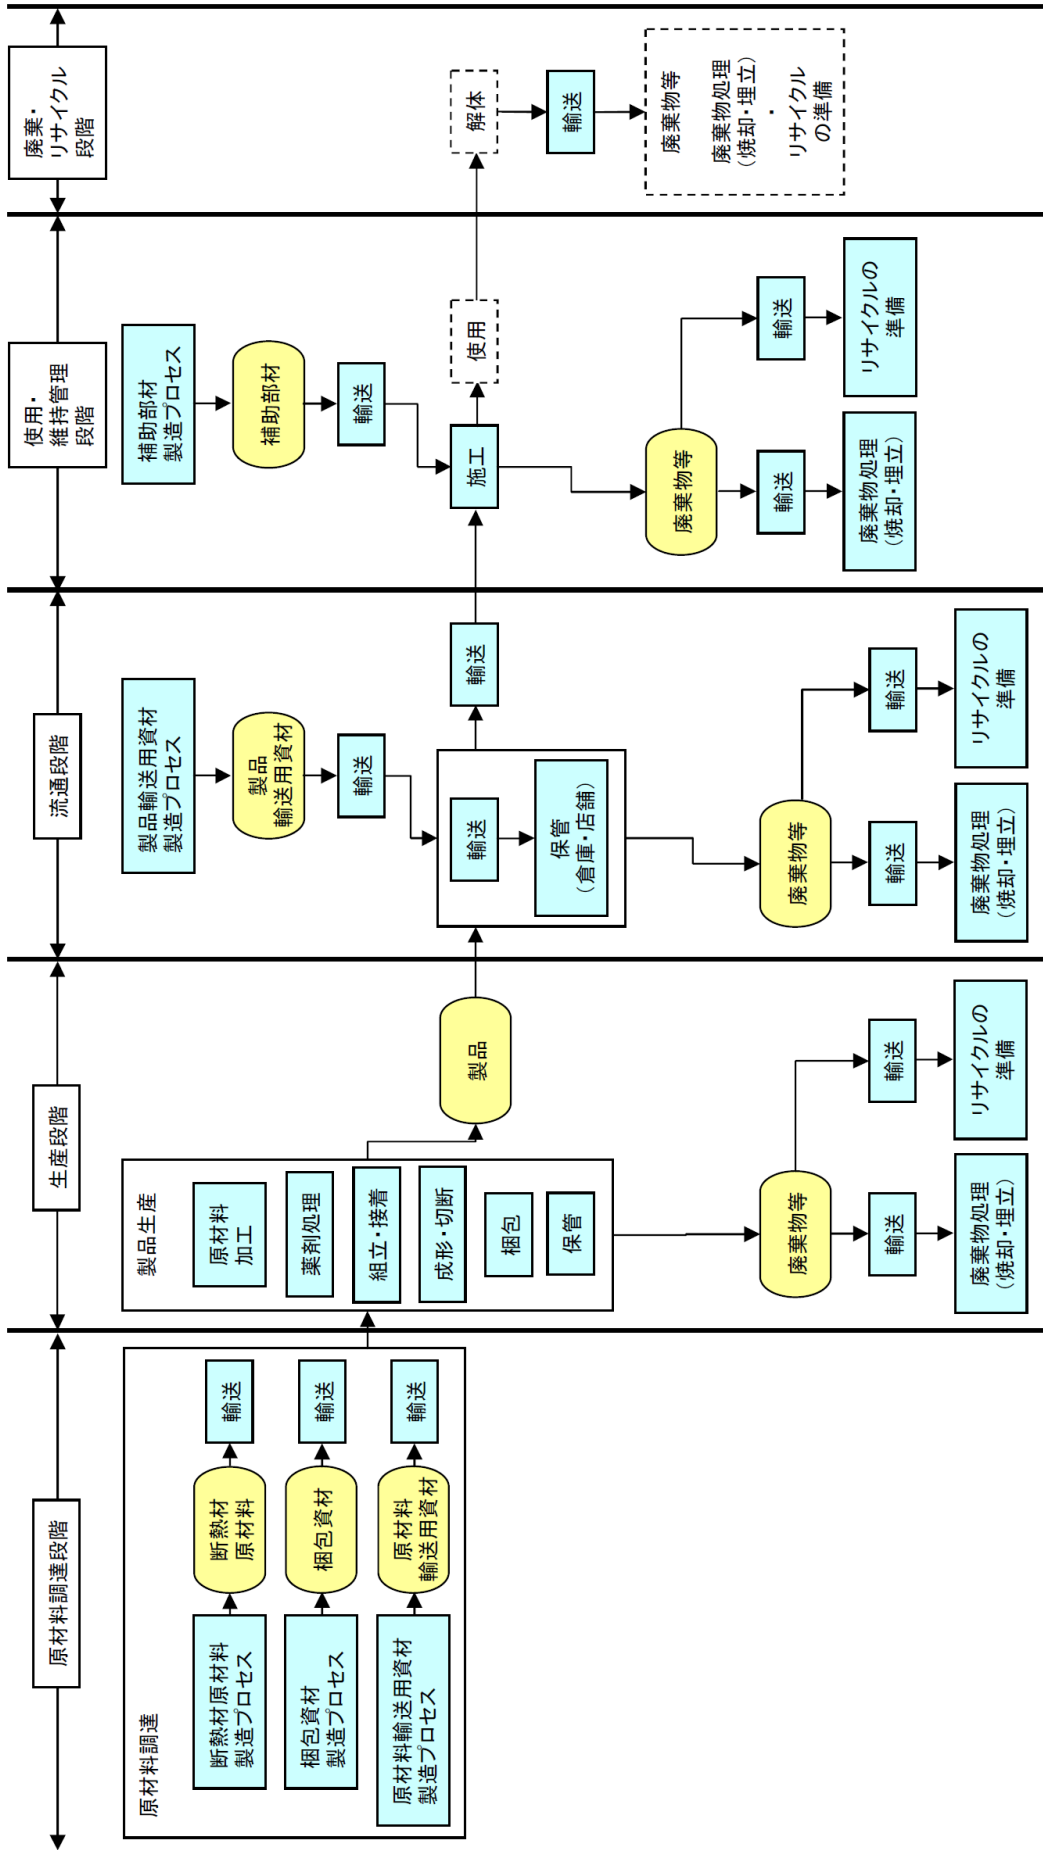 原材料調達段階
原材料調達
断熱材原材料
製造プロセス
断熱材
原材料
輸送
梱包資材
製造プロセス
梱包資材
輸送
原材料輸送用資材
製造プロセス
原材料
輸送用資材
輸送
生産段階
製品生産
原材料
加工
薬剤処理
組立・接着
成形・切断
梱包
保管
製品
廃棄物等
輸送
輸送
廃棄物処理
(焼却・埋立)
リサイクルの
準備
流通段階
製品輸送用資材
製造プロセス
製品
輸送用資材
輸送
輸送
保管
(倉庫・店舗)
輸送
廃棄物等
輸送
輸送
廃棄物処理
(焼却・埋立)
リサイクルの
準備
使用・
維持管理
段階
補助部材
製造プロセス
補助部材
輸送
施工
使用
廃棄物等
輸送
輸送
廃棄物処理
(焼却・埋立)
リサイクルの
準備
廃棄・
リサイクル
段階
解体
輸送
廃棄物等
廃棄物処理
(焼却・埋立)
・
リサイクル
の準備